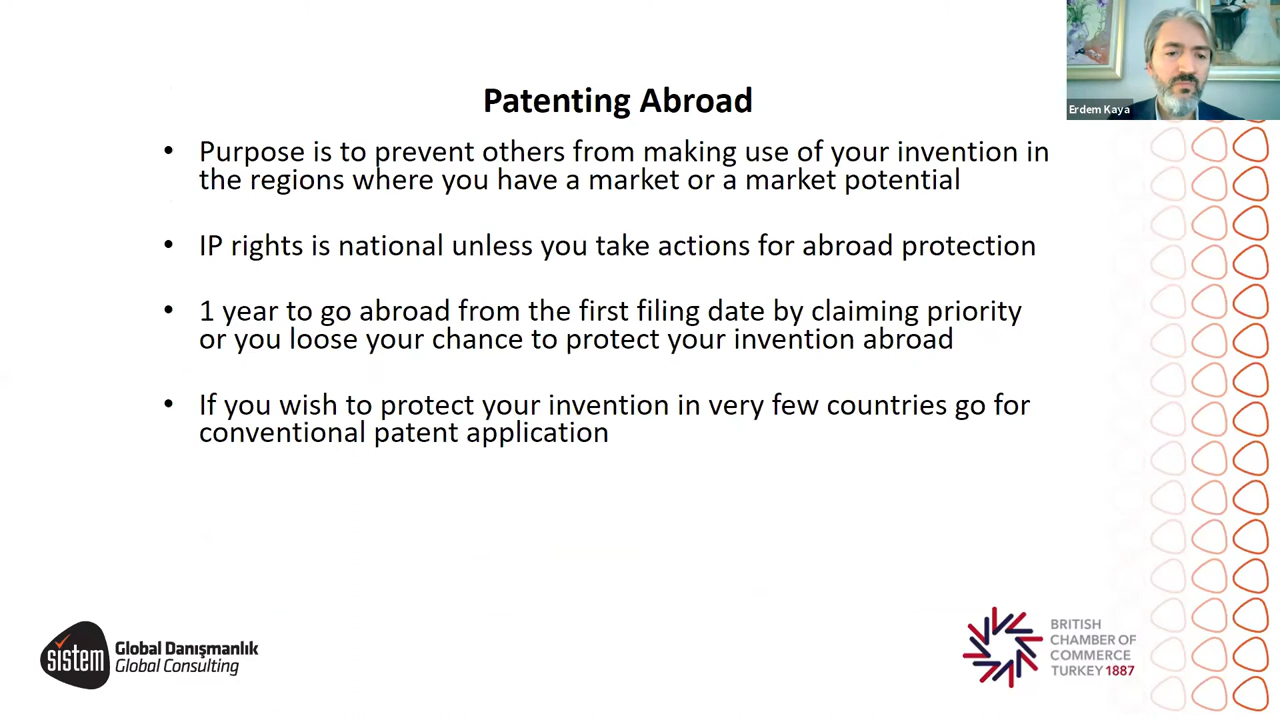 Patenting Abroad
Erdem Kaya
• Purpose is to prevent others from making use of your invention in
the regions where you have a market or a market potential
• IP rights is national unless you take actions for abroad protection
• 1 year to go abroad from the first filing date by claiming priority
or you loose your chance to protect your invention abroad
• If you wish to protect your invention in very few countries go for
conventional patent application
sistem
Global Danışmanlık
Global Consulting
BRITISH
CHAMBER OF
COMMERCE
TURKEY 1887